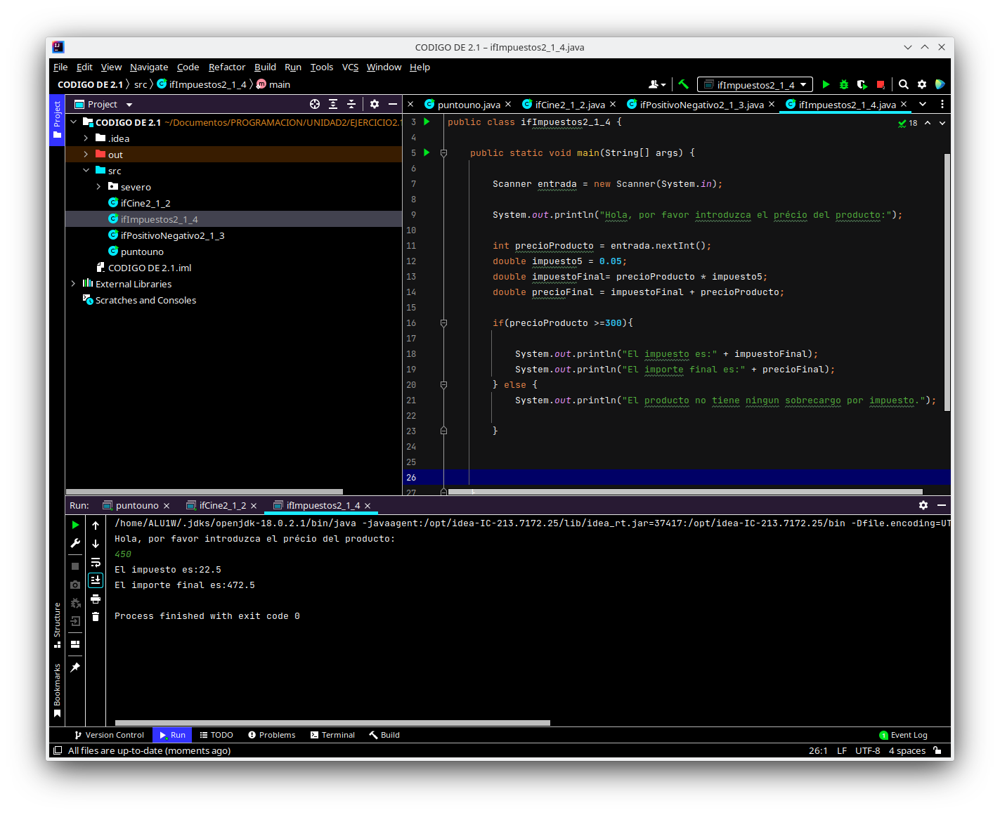 CODIGO DE 2.1 – ifImpuestos2_1_4.java
File Edit View Navigate Code Refactor Build Run Tools VCS Window Help
CODIGO DE 2.1 src ifImpuestos2_1_4 main
ifImpuestos2_1_4
Project
Project
puntouno.java ifCine2_1_2.java ifPositivoNegativo2_1_3.java ifImpuestos2_1_4.java
CODIGO DE 2.1 ~/Documentos/PROGRAMACION/UNIDAD2/EJERCICIO2.1
.idea
out
src
severo
ifCine2_1_2
ifImpuestos2_1_4
ifPositivoNegativo2_1_3
puntouno
CODIGO DE 2.1.iml
External Libraries
Scratches and Consoles
18
3 public class ifImpuestos2_1_4 {
4
5 public static void main(String[] args) {
6
7 Scanner entrada = new Scanner(System.in);
8
9 System.out.println("Hola, por favor introduzca el précio del producto:");
10
11 int precioProducto = entrada.nextInt();
12 double impuesto5 = 0.05;
13 double impuestoFinal= precioProducto * impuesto5;
14 double precioFinal = impuestoFinal + precioProducto;
15
16 if(precioProducto >=300){
17
18 System.out.println("El impuesto es:" + impuestoFinal);
19 System.out.println("El importe final es:" + precioFinal);
20 } else {
21 System.out.println("El producto no tiene ningun sobrecargo por impuesto.");
22
23 }
24
25
26
27 }
Run: puntouno ifCine2_1_2 ifImpuestos2_1_4
/home/ALU1W/.jdks/openjdk-18.0.2.1/bin/java -javaagent:/opt/idea-IC-213.7172.25/lib/idea_rt.jar=37417:/opt/idea-IC-213.7172.25/bin -Dfile.encoding=UT
Hola, por favor introduzca el précio del producto:
450
El impuesto es:22.5
El importe final es:472.5
Process finished with exit code 0
Structure
Bookmarks
Version Control Run TODO Problems Terminal Build 1 Event Log
All files are up-to-date (moments ago) 26:1 LF UTF-8 4 spaces